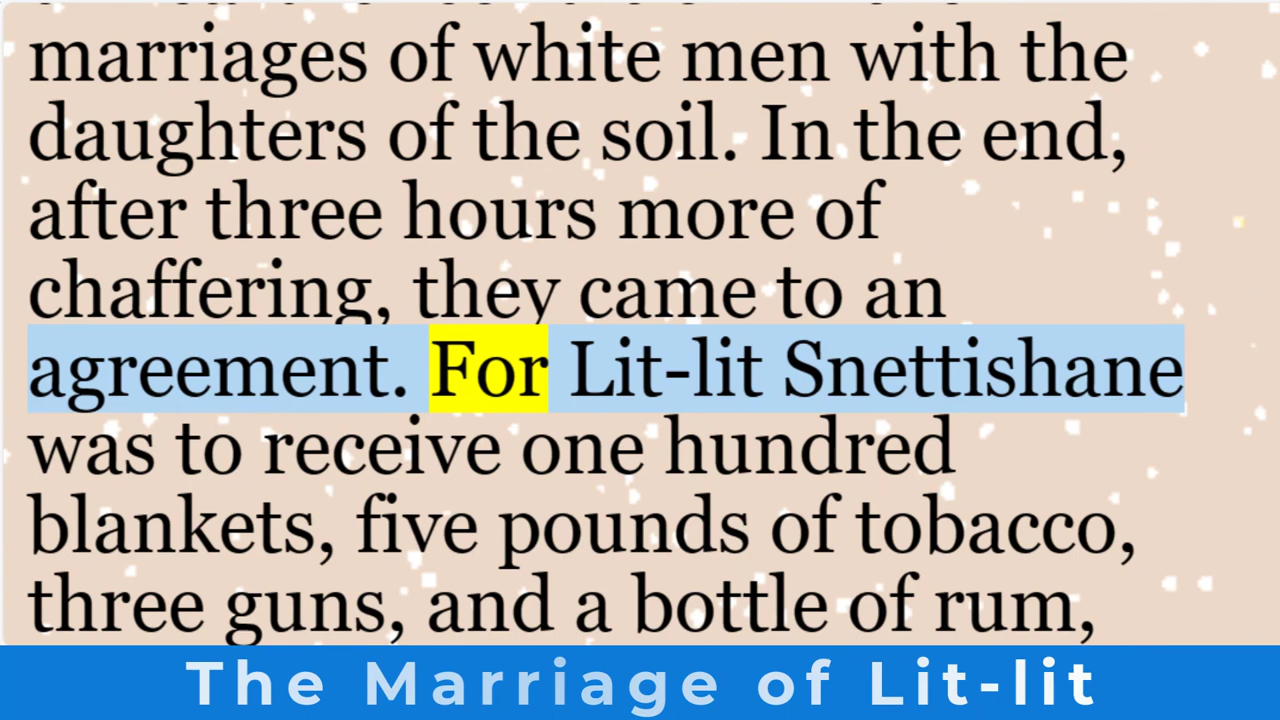 marriages of white men with the
daughters of the soil. In the end,
after three hours more of
chaffering, they came to an
agreement. For Lit-lit Snettishane
was to receive one hundred
blankets, five pounds of tobacco,
three guns, and a bottle of rum,
The Marriage of Lit-lit